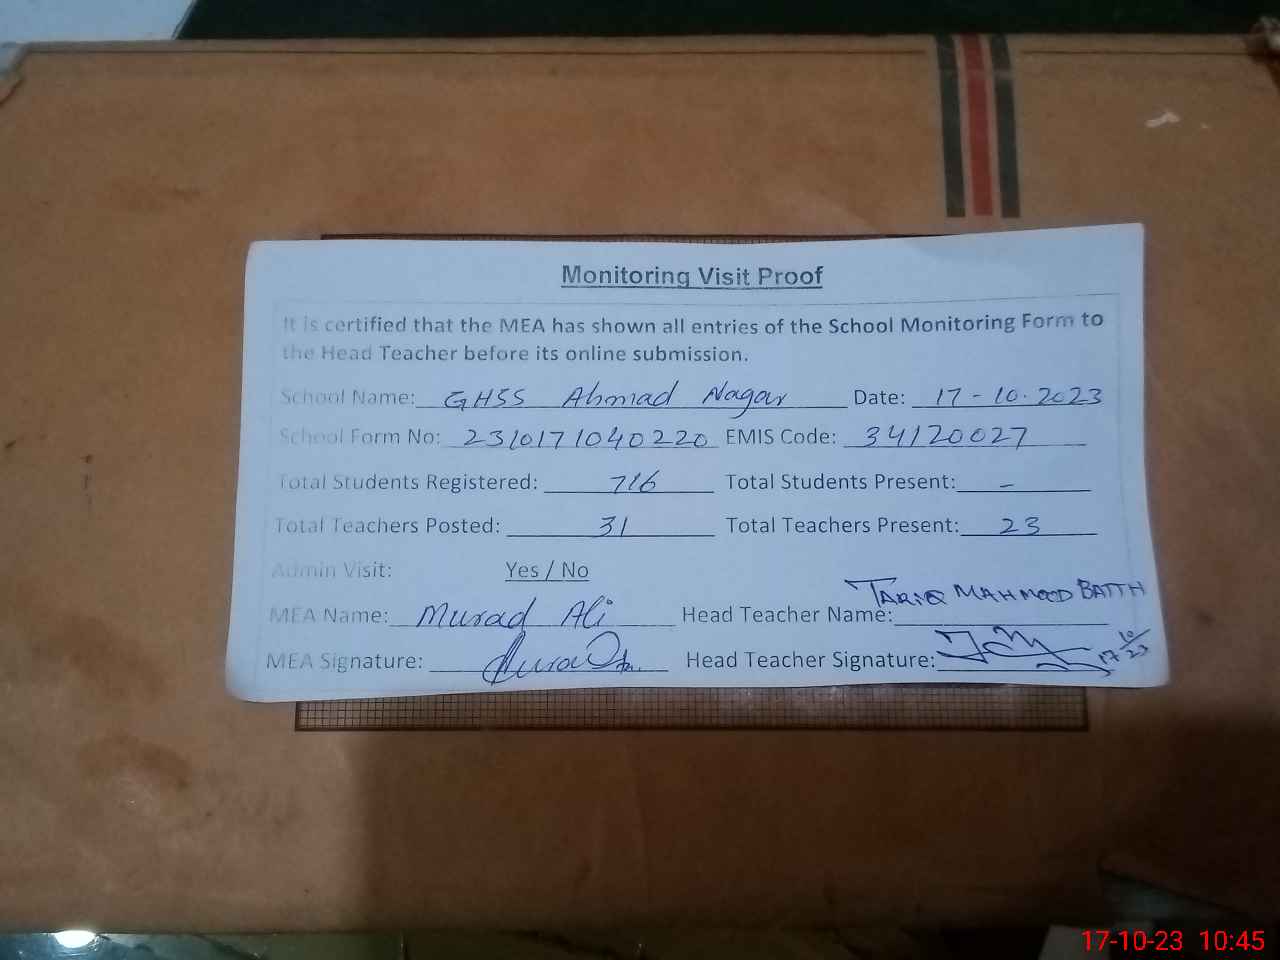 Monitoring Visit Proof
It is certified that the MEA has shown all entries of the School Monitoring Form to
the Head Teacher before its online submission.
School Name: GHSS Ahmad Nagar Date: 17-10-2023
School Form No: 2310171040220 EMIS Code: 34120027
Total Students Registered: 716 Total Students Present: -
Total Teachers Posted: 31 Total Teachers Present: 23
Admin Visit: Yes / No
MEA Name: Murad Ali Head Teacher Name: TARIQ MAHMOOD BATTH
MEA Signature: Head Teacher Signature: 17/10/23
17-10-23 10:45